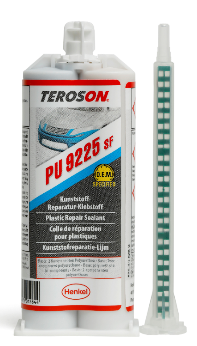 TEROSON
PU 9225 SF
O.E.M.
SPECIFIED
Kunststoff-
Reparatur-Klebstoff
Plastic Repair Sealant
Colle de réparation
pour plastiques
Kunststofreparatie-Lijm
Henkel